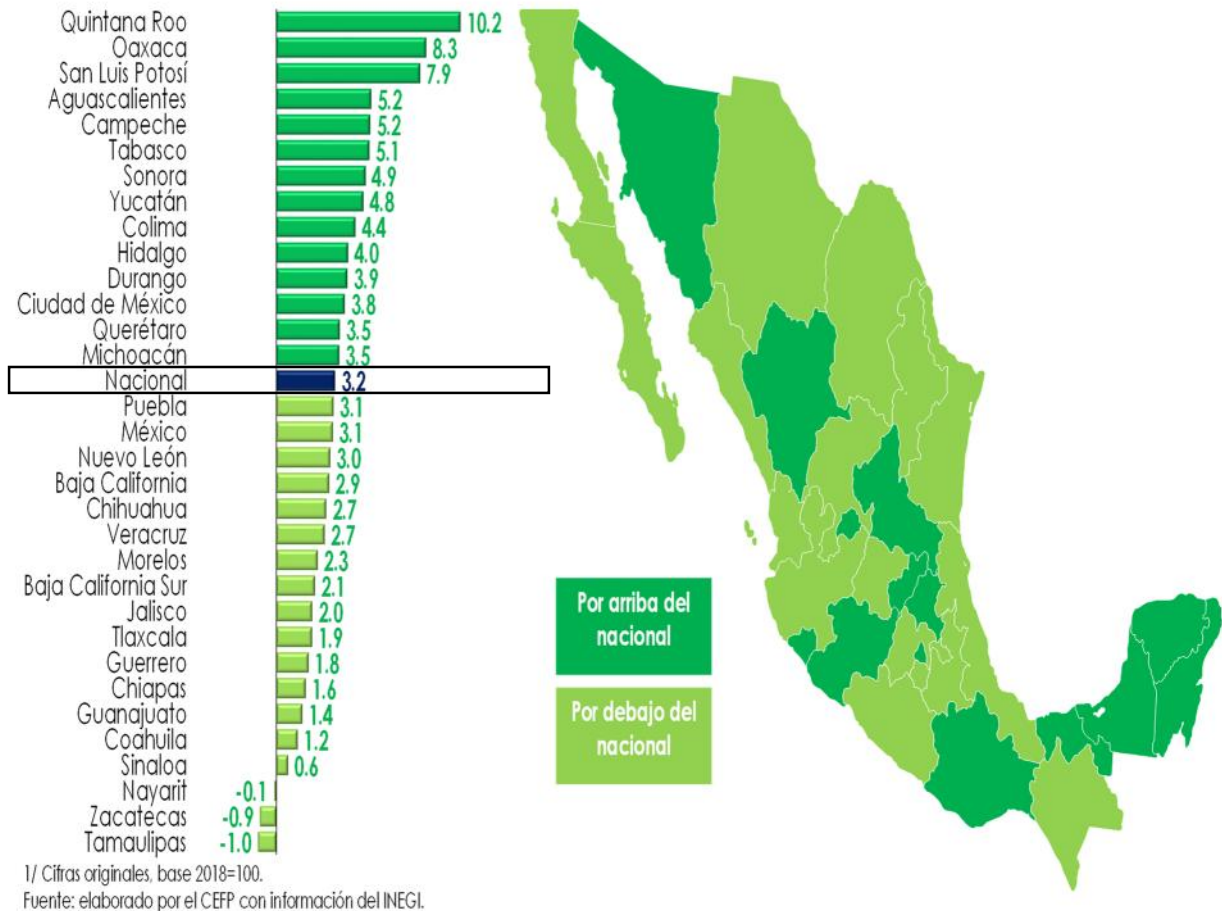 Quintana Roo 10.2
Oaxaca 8.3
San Luis Potosí 7.9
Aguascalientes 5.2
Campeche 5.2
Tabasco 5.1
Sonora 4.9
Yucatán 4.8
Colima 4.4
Hidalgo 4.0
Durango 3.9
Ciudad de México 3.8
Querétaro 3.5
Michoacán 3.5
Nacional 3.2
Puebla 3.1
México 3.1
Nuevo León 3.0
Baja California 2.9
Chihuahua 2.7
Veracruz 2.7
Morelos 2.3
Baja California Sur 2.1
Jalisco 2.0
Tlaxcala 1.9
Guerrero 1.8
Chiapas 1.6
Guanajuato 1.4
Coahuila 1.2
Sinaloa 0.6
Nayarit -0.1
Zacatecas -0.9
Tamaulipas -1.0
Por arriba del
nacional
Por debajo del
nacional
1/ Cifras originales, base 2018=100.
Fuente: elaborado por el CEFP con información del INEGI.